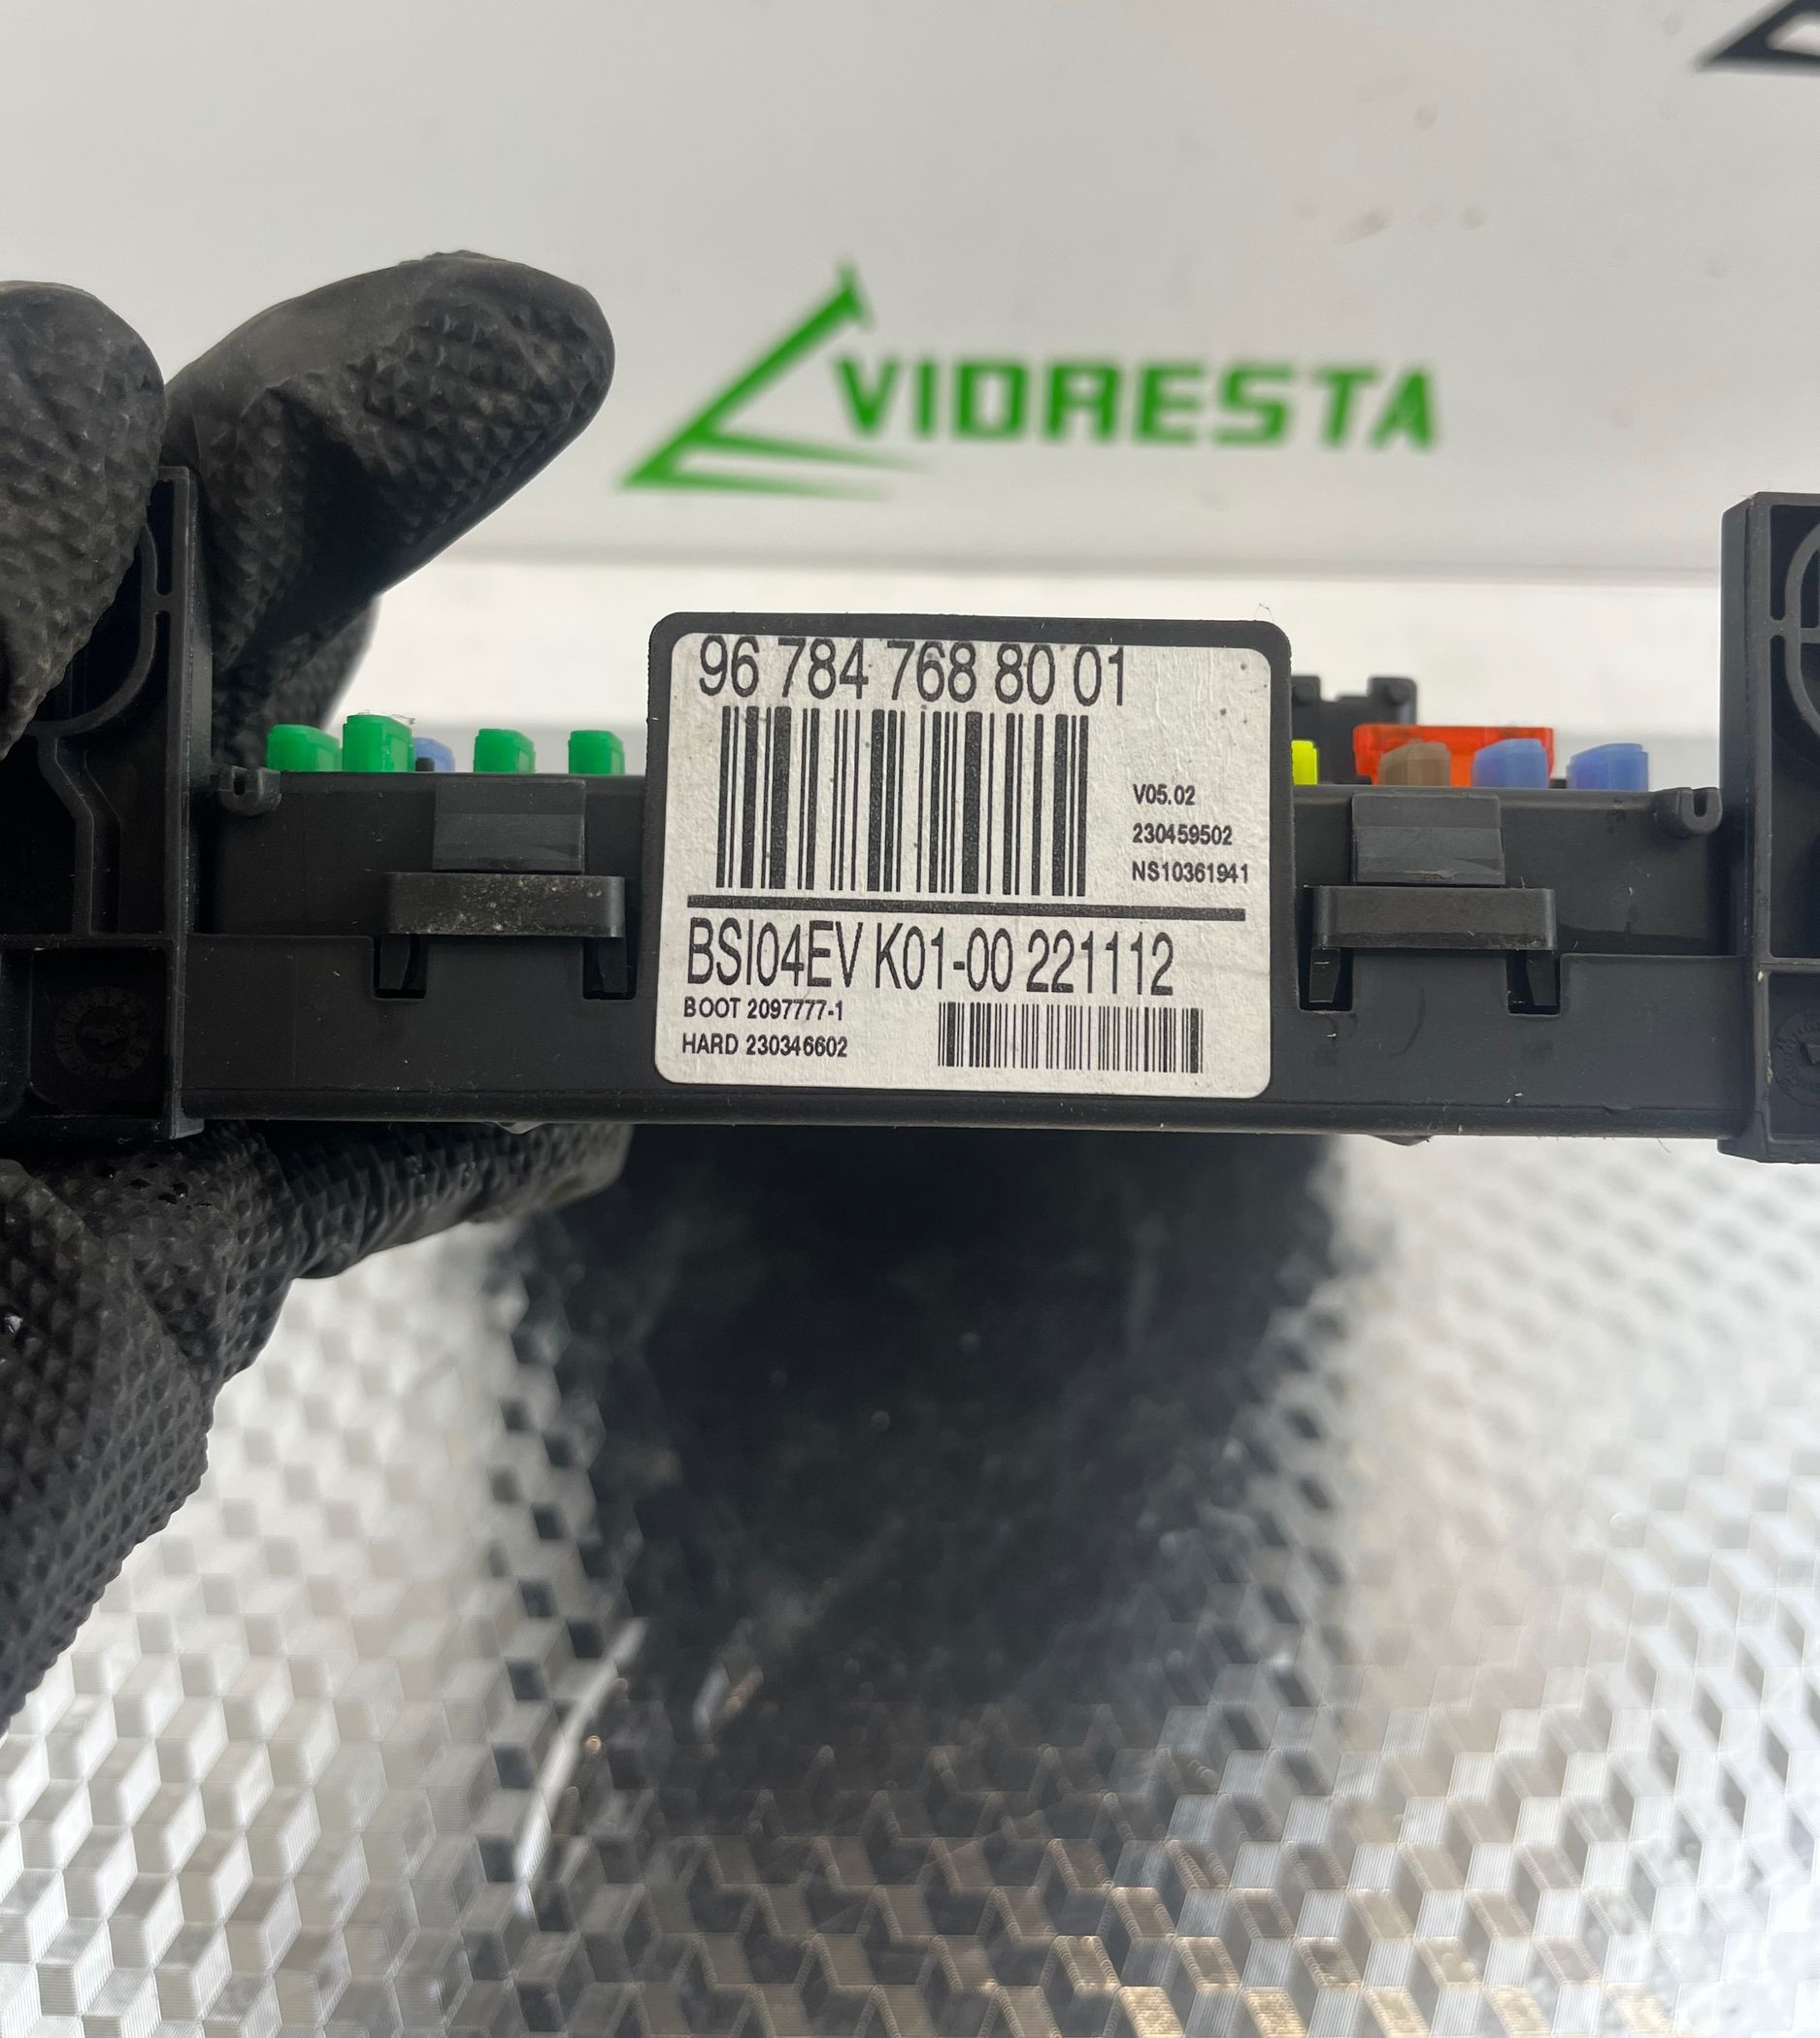 VIDRESTA
96 784 768 80 01
V05.02
230459502
NS10361941
BSI04EV K01-00 221112
BOOT 2097777-1
HARD 230346602